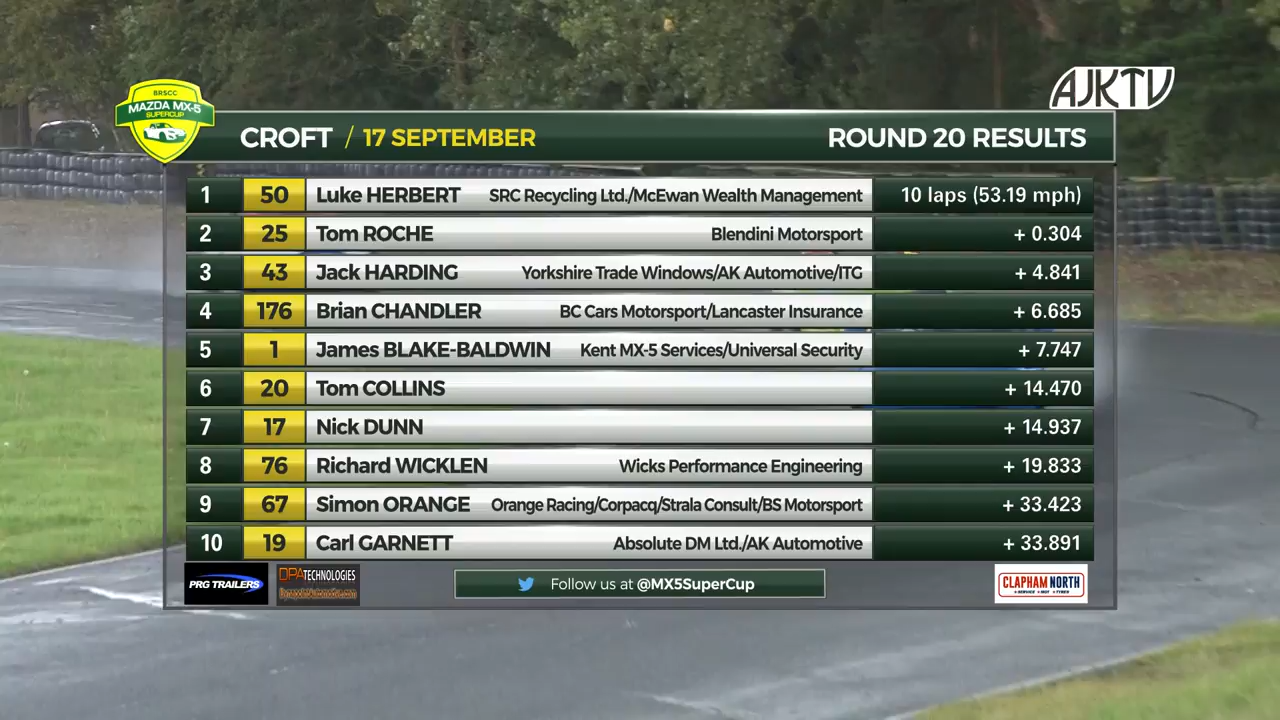 AJKTV
BRSCC
MAZDA MX-5
SUPERCUP
CROFT / 17 SEPTEMBER ROUND 20 RESULTS
1 50 Luke HERBERT SRC Recycling Ltd./McEwan Wealth Management 10 laps (53.19 mph)
2 25 Tom ROCHE Blendini Motorsport + 0.304
3 43 Jack HARDING Yorkshire Trade Windows/AK Automotive/ITG + 4.841
4 176 Brian CHANDLER BC Cars Motorsport/Lancaster Insurance + 6.685
5 1 James BLAKE-BALDWIN Kent MX-5 Services/Universal Security + 7.747
6 20 Tom COLLINS + 14.470
7 17 Nick DUNN + 14.937
8 76 Richard WICKLEN Wicks Performance Engineering + 19.833
9 67 Simon ORANGE Orange Racing/Corpacq/Strala Consult/BS Motorsport + 33.423
10 19 Carl GARNETT Absolute DM Ltd./AK Automotive + 33.891
PRG TRAILERS
DPATECHNOLOGIES
Follow us at @MX5SuperCup
CLAPHAM NORTH
• SERVICE • MOT • TYRES